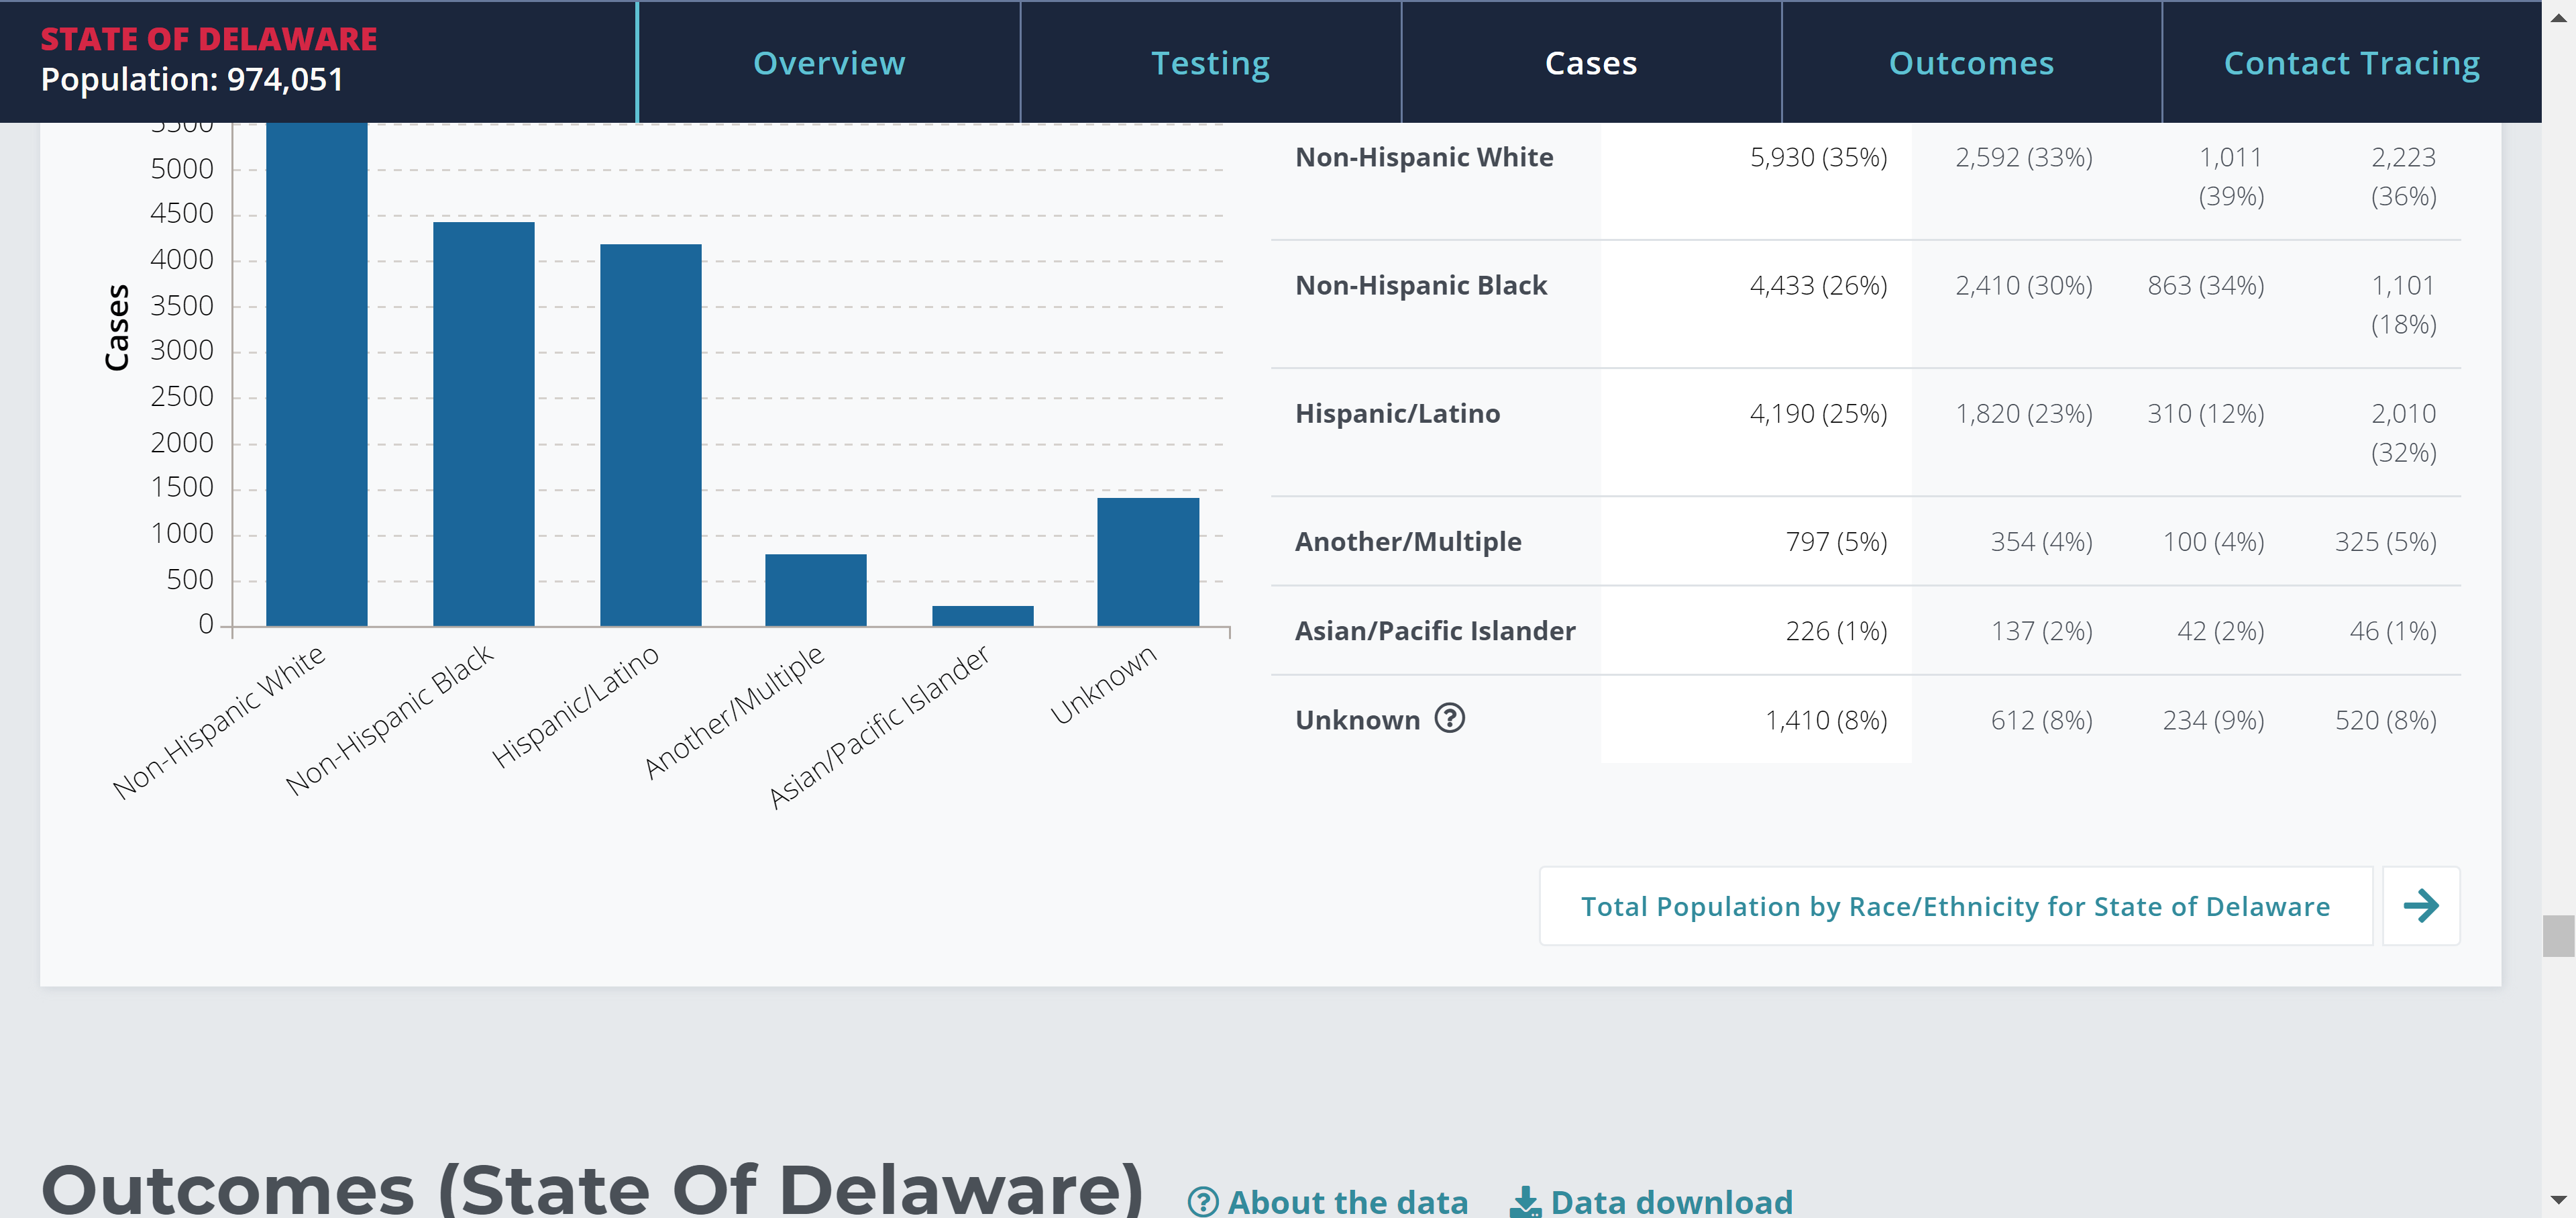 STATE OF DELAWARE
Population: 974,051
Overview
Testing
Cases
Outcomes
Contact Tracing
5500
5000
4500
4000
3500
3000
2500
2000
1500
1000
500
0
Cases
Non-Hispanic White
Non-Hispanic Black
Hispanic/Latino
Another/Multiple
Asian/Pacific Islander
Unknown
Non-Hispanic White 5,930 (35%) 2,592 (33%) 1,011 2,223
(39%) (36%)
Non-Hispanic Black 4,433 (26%) 2,410 (30%) 863 (34%) 1,101
(18%)
Hispanic/Latino 4,190 (25%) 1,820 (23%) 310 (12%) 2,010
(32%)
Another/Multiple 797 (5%) 354 (4%) 100 (4%) 325 (5%)
Asian/Pacific Islander 226 (1%) 137 (2%) 42 (2%) 46 (1%)
Unknown ? 1,410 (8%) 612 (8%) 234 (9%) 520 (8%)
Total Population by Race/Ethnicity for State of Delaware
Outcomes (State Of Delaware) ? About the data Data download